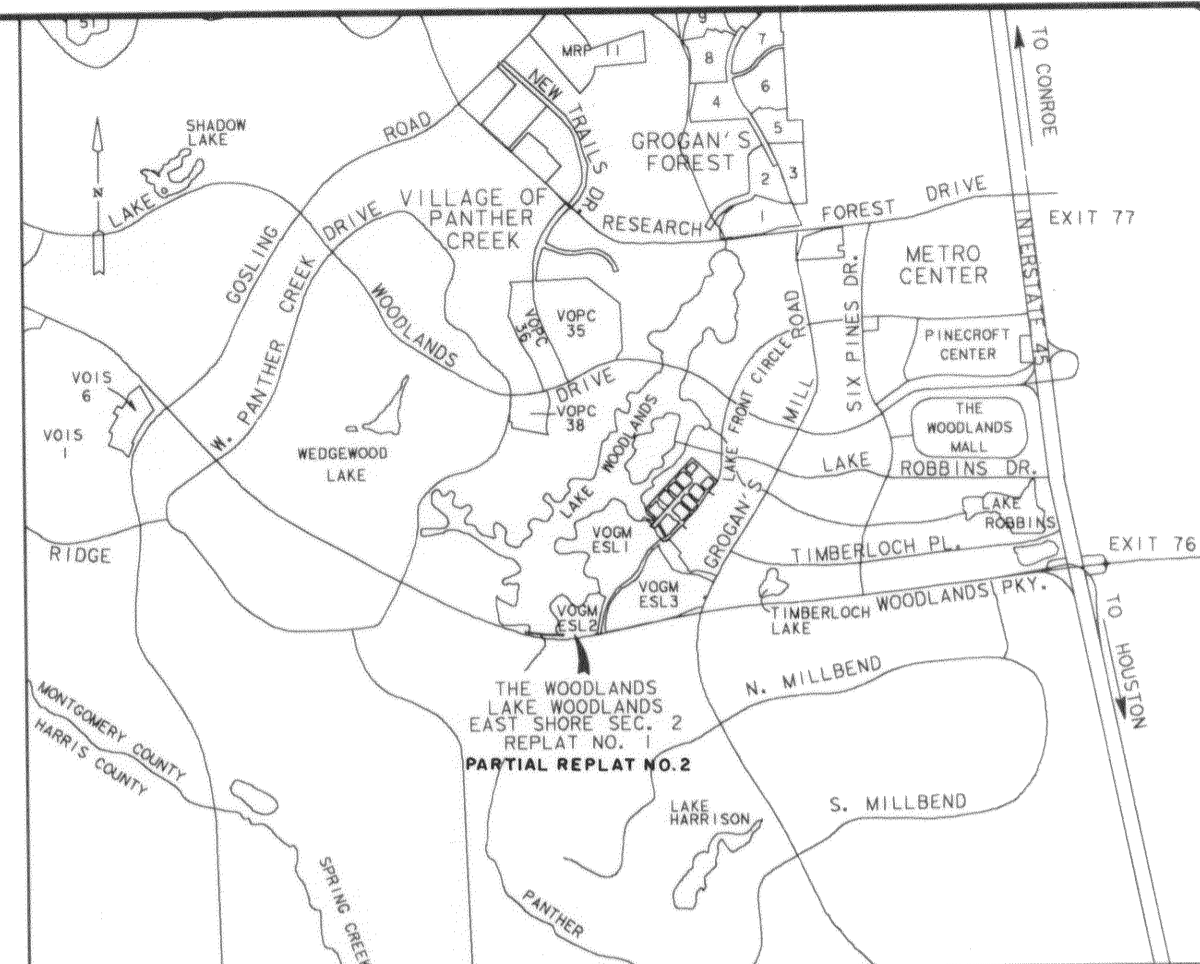 51
MRP 11
9
8
7
6
4
5
3
2
1
TO CONROE
SHADOW
LAKE
N
LAKE
ROAD
NEW TRAILS DR.
GROGAN'S
FOREST
VILLAGE OF
PANTHER
CREEK
RESEARCH FOREST DRIVE
EXIT 77
INTERSTATE 45
GOSLING
W. PANTHER CREEK DRIVE
WOODLANDS DRIVE
METRO
CENTER
SIX PINES DR.
PINECROFT
CENTER
VOPC
36
VOPC
35
VOPC
38
LAKE FRONT CIRCLE
GROGAN'S MILL ROAD
THE
WOODLANDS
MALL
VOIS
6
VOIS
1
WEDGEWOOD
LAKE
LAKE WOODLANDS
LAKE ROBBINS DR.
LAKE
ROBBINS
RIDGE
VOGM
ESL1
VOGM
ESL3
VOGM
ESL2
TIMBERLOCH PL.
EXIT 76
TIMBERLOCH
LAKE
WOODLANDS PKY.
TO HOUSTON
THE WOODLANDS
LAKE WOODLANDS
EAST SHORE SEC. 2
REPLAT NO. 1
PARTIAL REPLAT NO.2
N. MILLBEND
MONTGOMERY COUNTY
HARRIS COUNTY
LAKE
HARRISON
S. MILLBEND
SPRING CREEK
PANTHER